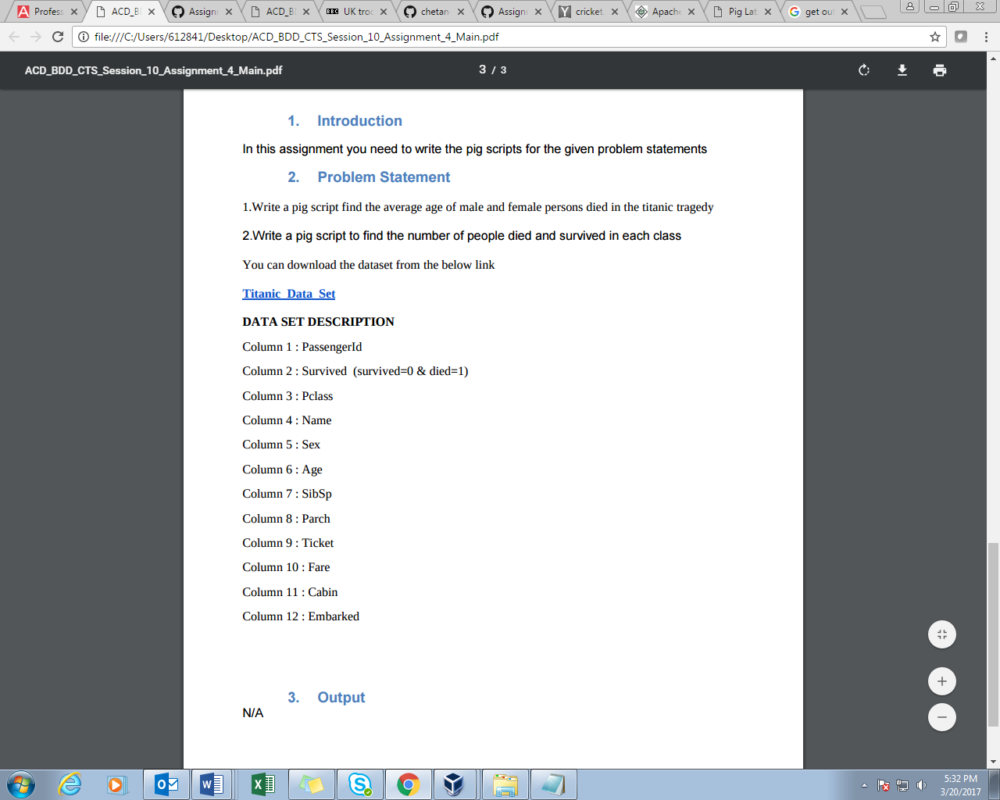 Profess
ACD_B
Assign
ACD_B
BBC UK tro
chetan
Assign
cricket
Apache
Pig Lat
get ou
file:///C:/Users/612841/Desktop/ACD_BDD_CTS_Session_10_Assignment_4_Main.pdf
ACD_BDD_CTS_Session_10_Assignment_4_Main.pdf
3 / 3
1. Introduction
In this assignment you need to write the pig scripts for the given problem statements
2. Problem Statement
1.Write a pig script find the average age of male and female persons died in the titanic tragedy
2.Write a pig script to find the number of people died and survived in each class
You can download the dataset from the below link
Titanic Data Set
DATA SET DESCRIPTION
Column 1 : PassengerId
Column 2 : Survived (survived=0 & died=1)
Column 3 : Pclass
Column 4 : Name
Column 5 : Sex
Column 6 : Age
Column 7 : SibSp
Column 8 : Parch
Column 9 : Ticket
Column 10 : Fare
Column 11 : Cabin
Column 12 : Embarked
3. Output
N/A
5:32 PM
3/20/2017